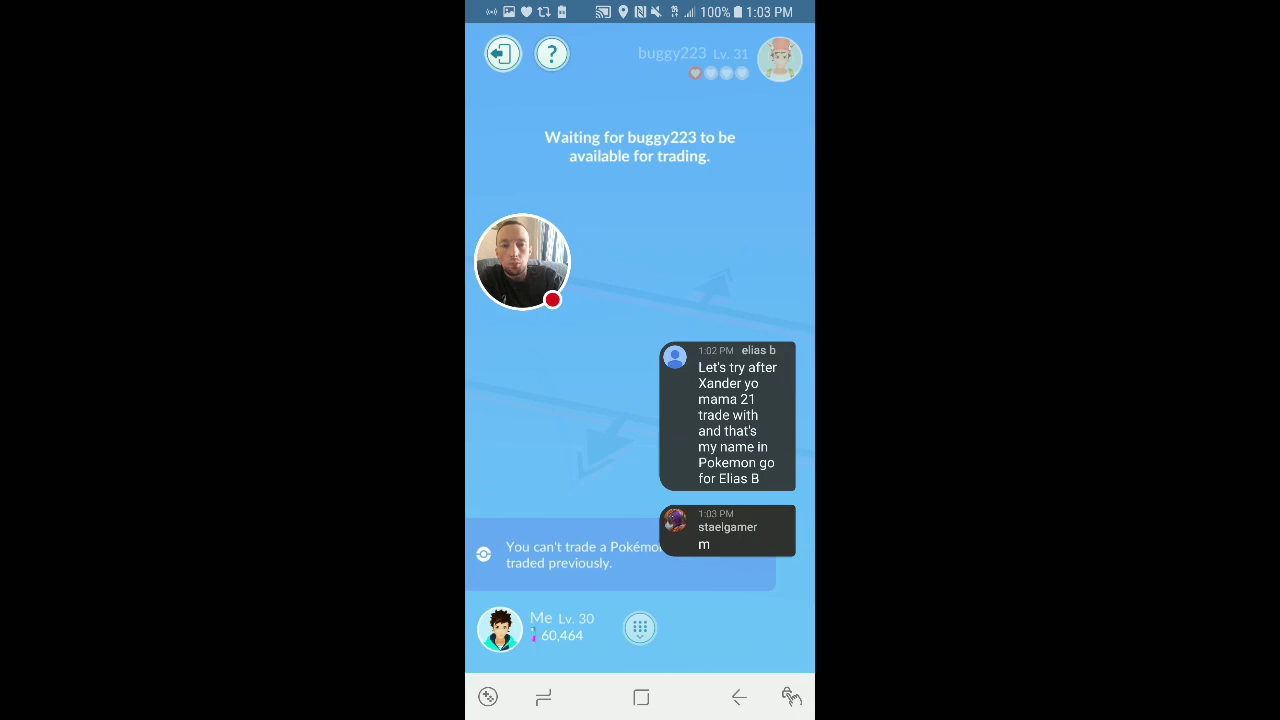 100% 1:03 PM
buggy223 Lv. 31
?
Waiting for buggy223 to be
available for trading.
1:02 PM elias b
Let's try after
Xander yo
mama 21
trade with
and that's
my name in
Pokemon go
for Elias B
1:03 PM
staelgamer
m
You can't trade a Pokémo
traded previously.
Me Lv. 30
60,464